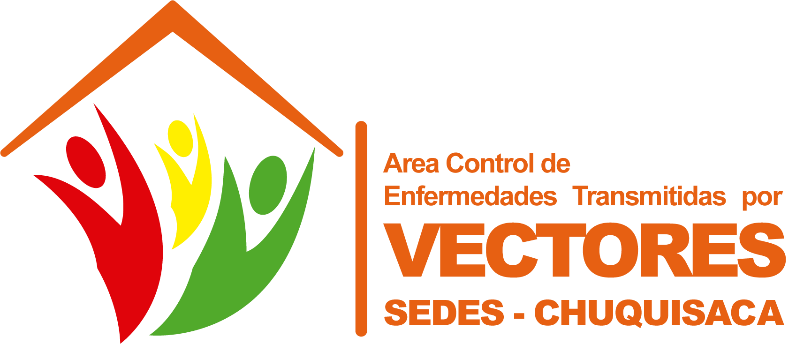 Area Control de
Enfermedades Transmitidas por
VECTORES
SEDES - CHUQUISACA